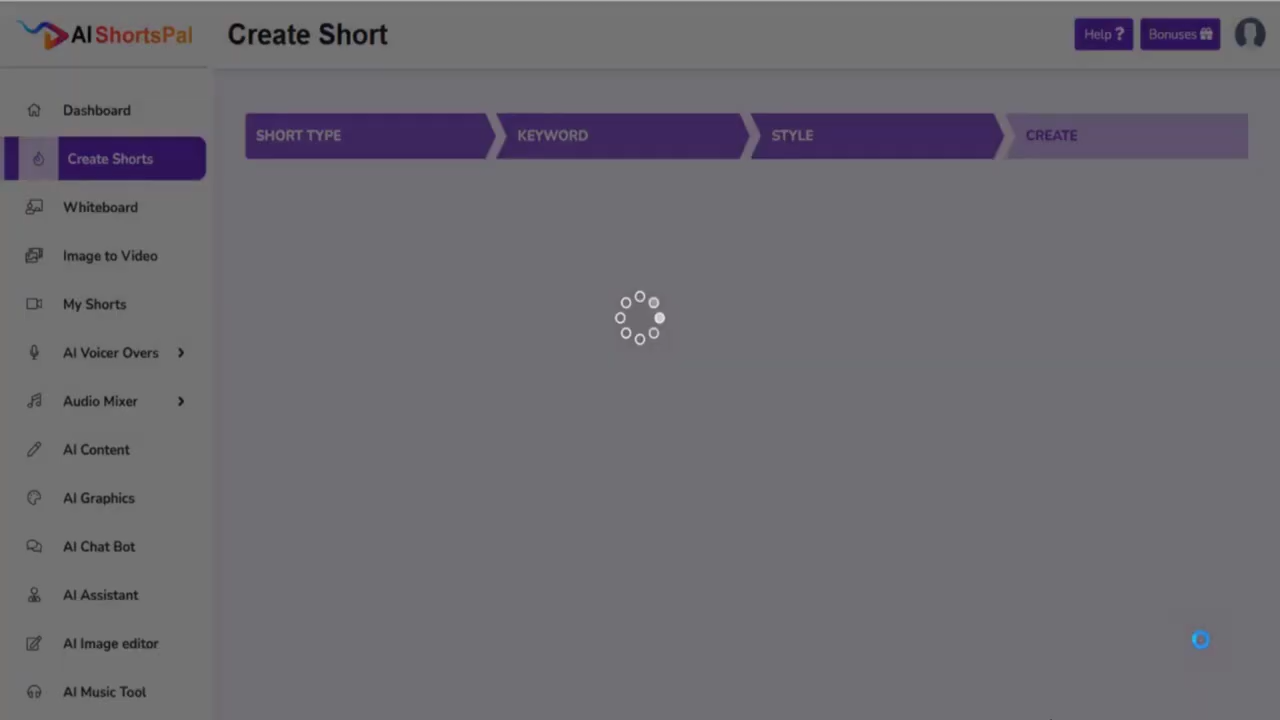 AI ShortsPal
Create Short
Help ?
Bonuses
SHORT TYPE
KEYWORD
STYLE
CREATE
Dashboard
Create Shorts
Whiteboard
Image to Video
My Shorts
AI Voicer Overs
Audio Mixer
AI Content
AI Graphics
AI Chat Bot
AI Assistant
AI Image editor
AI Music Tool